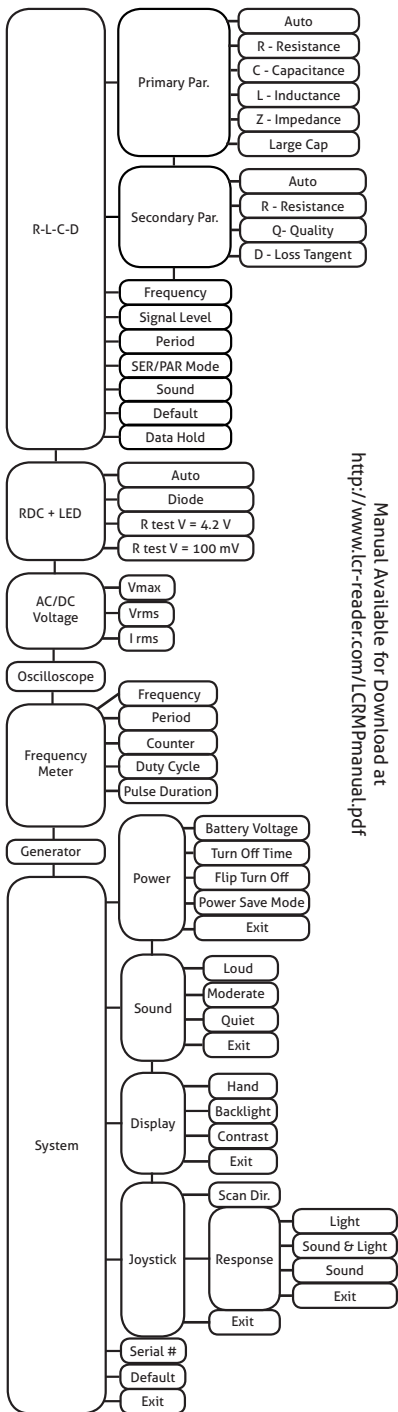 R-L-C-D
Primary Par.
Auto
R - Resistance
C - Capacitance
L - Inductance
Z - Impedance
Large Cap
Secondary Par.
Auto
R - Resistance
Q- Quality
D - Loss Tangent
Frequency
Signal Level
Period
SER/PAR Mode
Sound
Default
Data Hold
RDC + LED
Auto
Diode
R test V = 4.2 V
R test V = 100 mV
AC/DC
Voltage
Vmax
Vrms
I rms
Oscilloscope
Frequency
Meter
Frequency
Period
Counter
Duty Cycle
Pulse Duration
Generator
System
Power
Battery Voltage
Turn Off Time
Flip Turn Off
Power Save Mode
Exit
Sound
Loud
Moderate
Quiet
Exit
Display
Hand
Backlight
Contrast
Exit
Joystick
Scan Dir.
Response
Light
Sound & Light
Sound
Exit
Exit
Serial #
Default
Exit
Manual Available for Download at
http://www.lcr-reader.com/LCRMPmanual.pdf